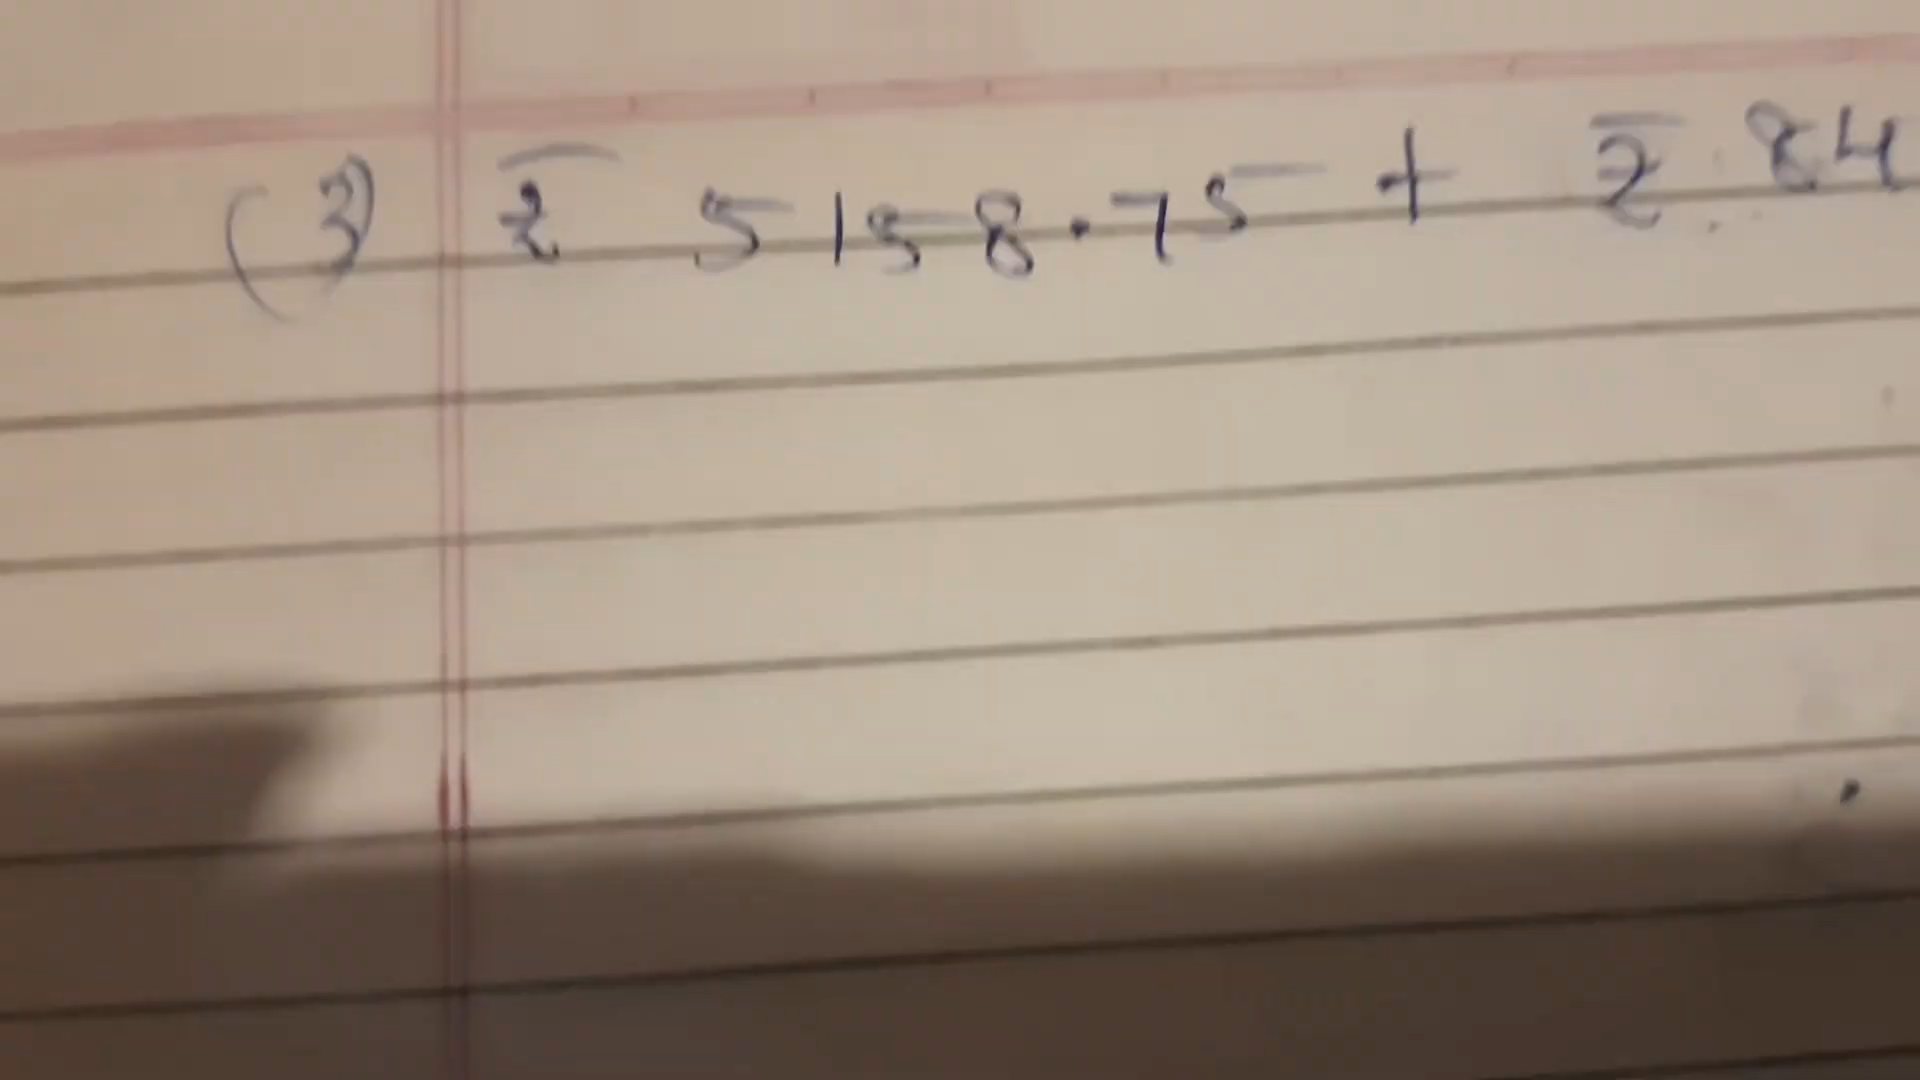 (3) ₹ 5158.75 + ₹ 84